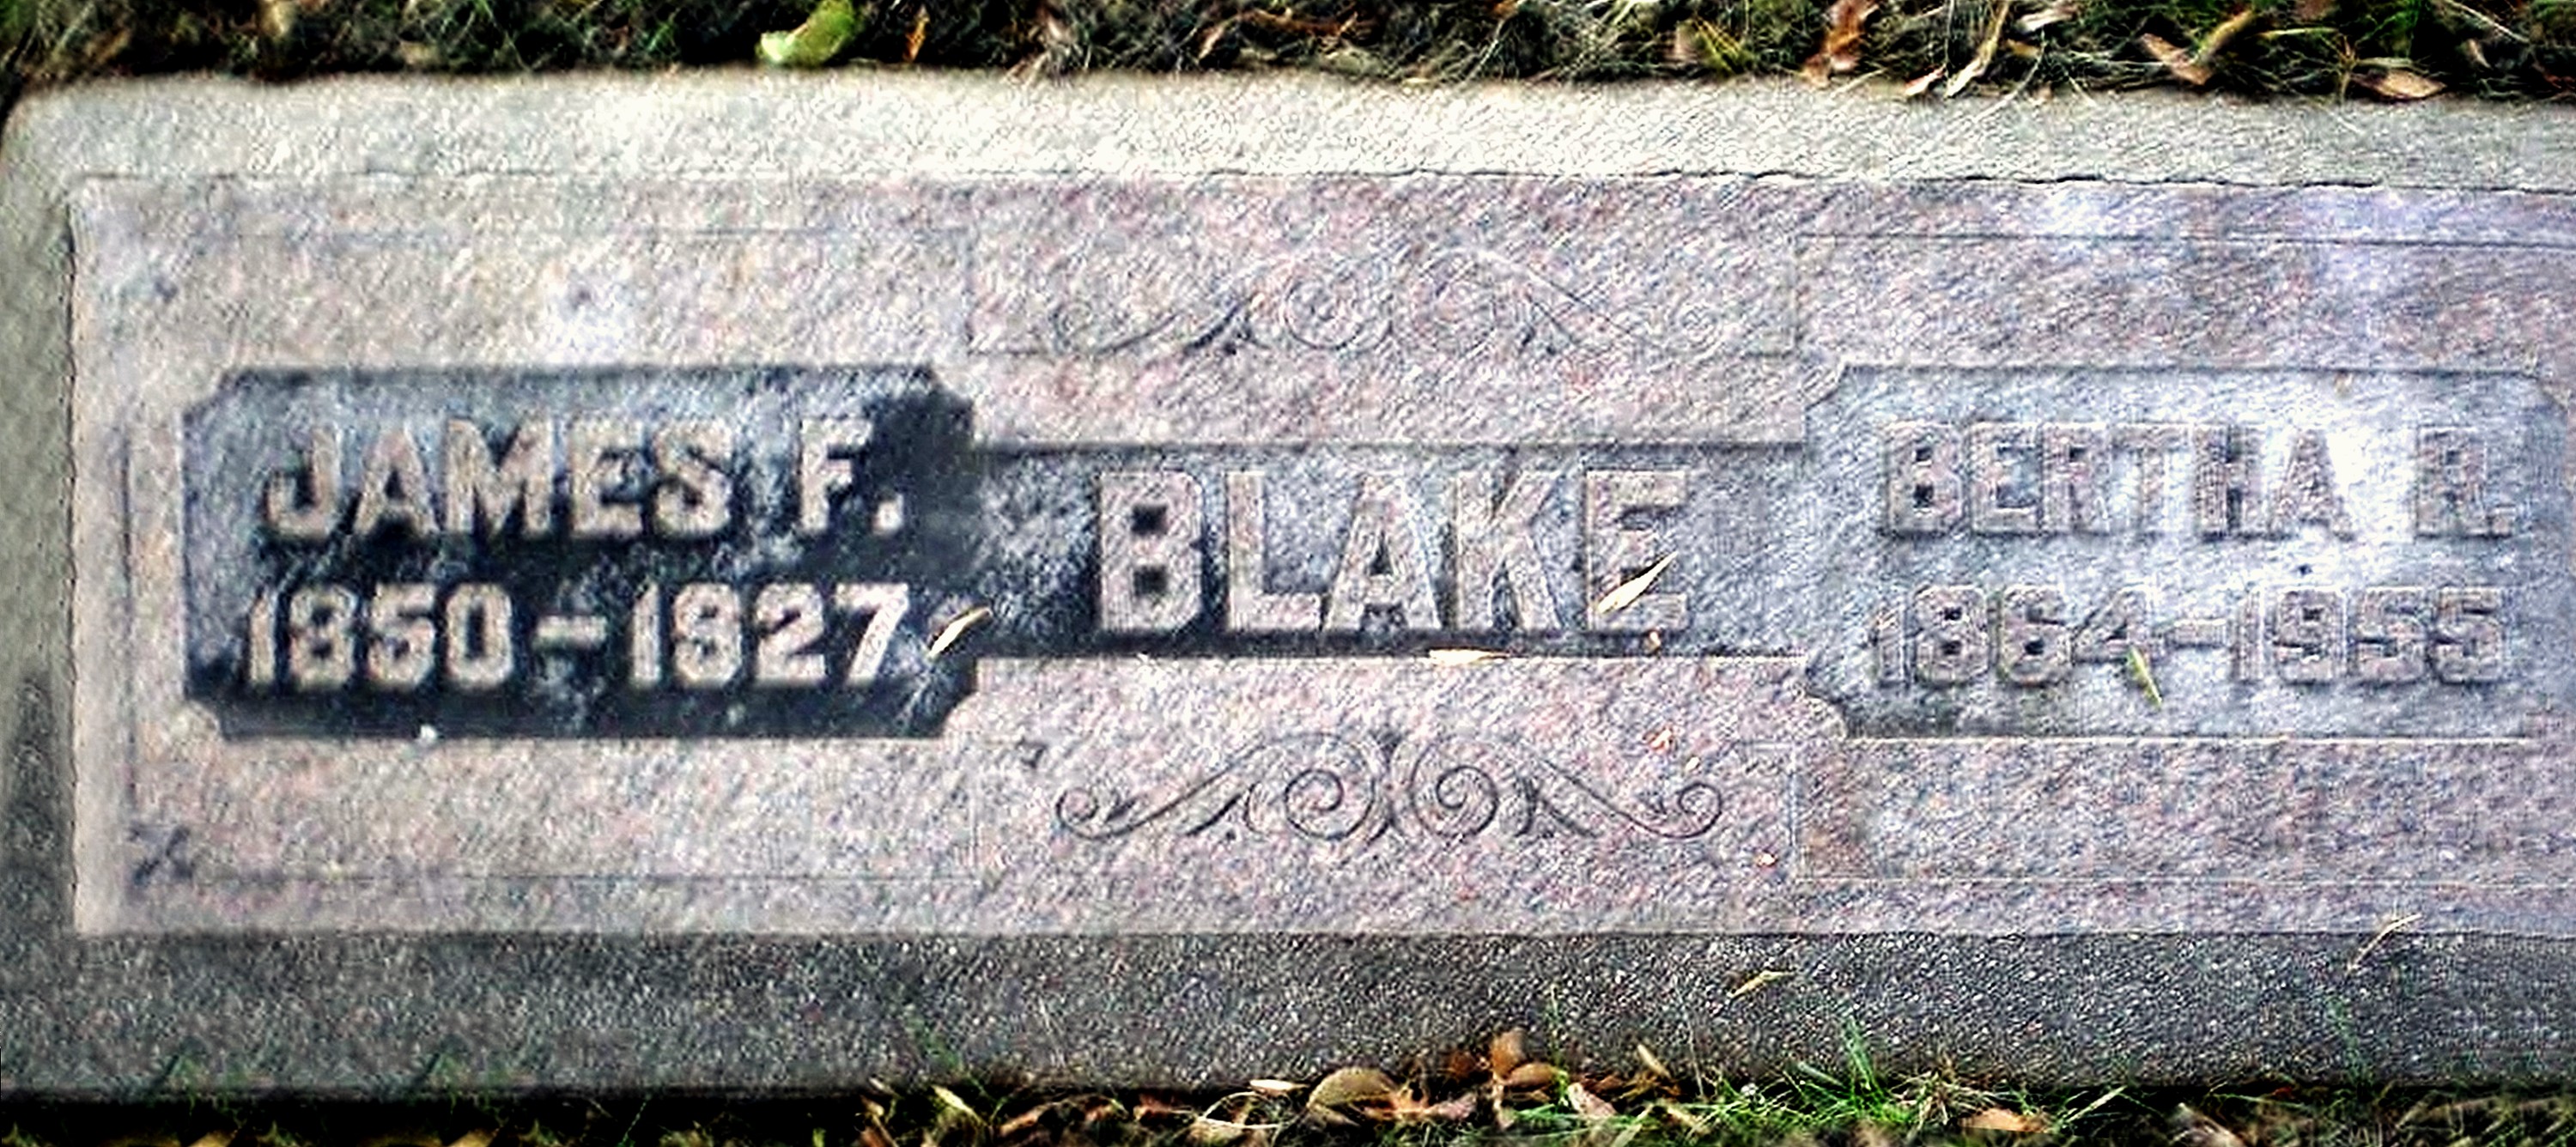 JAMES F.
1850-1927
BLAKE
BERTHA R.
1864-1955